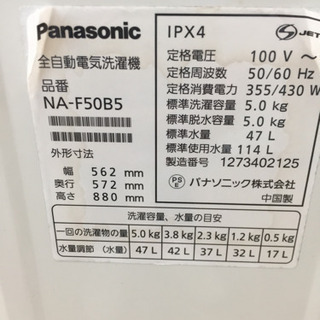 Panasonic
全自動電気洗濯機
品番
NA-F50B5
外形寸法
幅 562 mm
奥行 572 mm
高さ 880 mm
IPX4 JET
定格電圧 100 V ~
定格周波数 50/60 Hz
定格消費電力 355/430 W
標準洗濯容量 5.0 kg
標準脱水容量 5.0 kg
標準水量 47 L
標準使用水量 114 L
製造番号 1273402125
PS E パナソニック株式会社
中国製
洗濯容量、水量の目安
一回の洗濯物の量 5.0 kg 3.8 kg 2.3 kg 1.2 kg 0.5 kg
水量調節（水量） 47 L 42 L 37 L 32 L 17 L